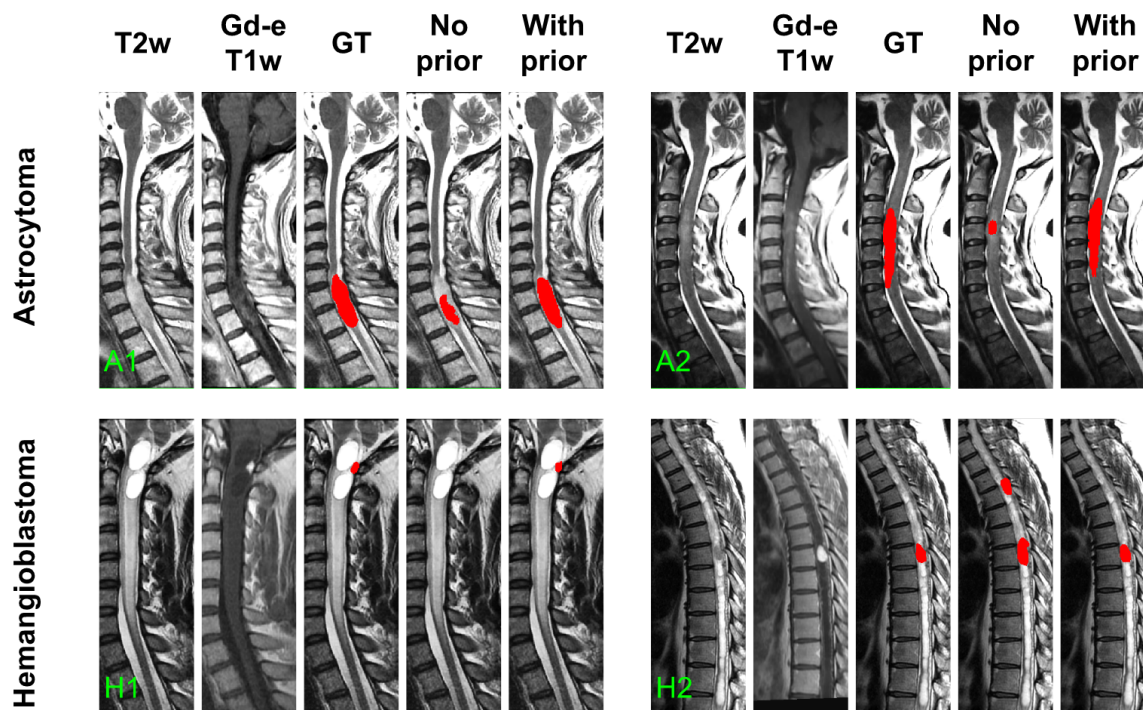 T2w Gd-e T1w GT No prior With prior T2w Gd-e T1w GT No prior With prior
Astrocytoma
A1
A2
Hemangioblastoma
H1
H2